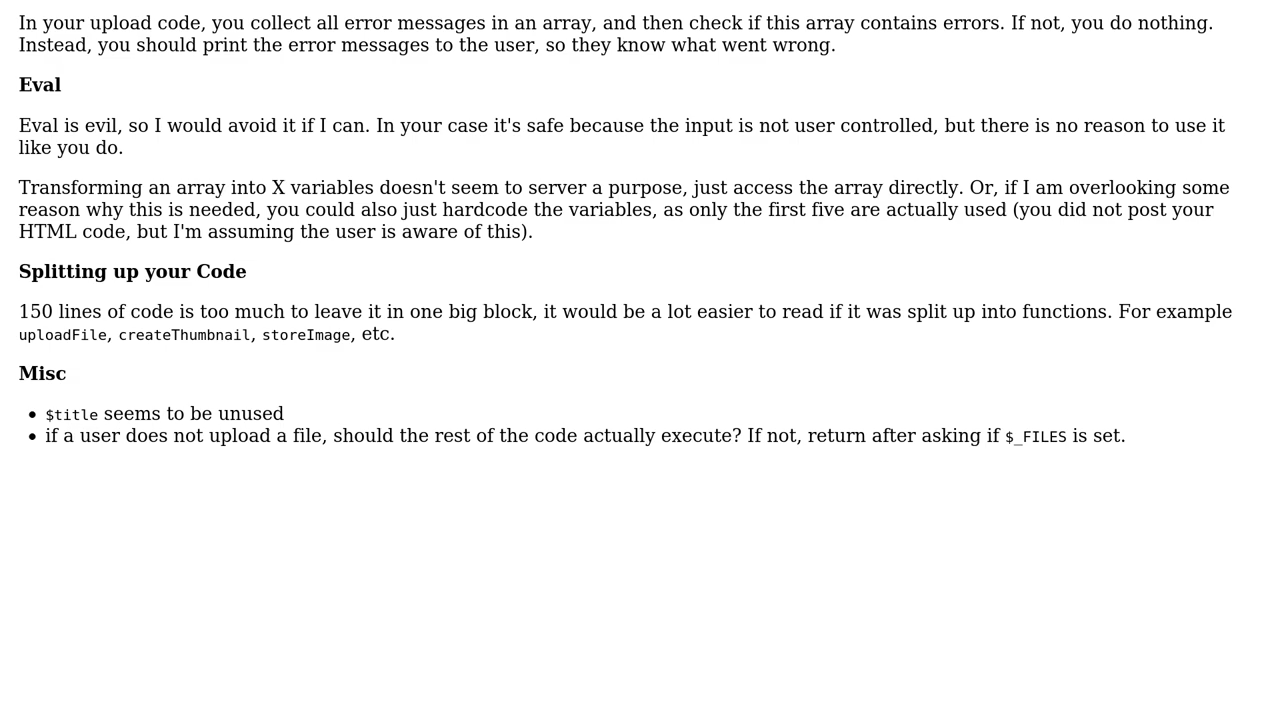 In your upload code, you collect all error messages in an array, and then check if this array contains errors. If not, you do nothing.
Instead, you should print the error messages to the user, so they know what went wrong.
Eval
Eval is evil, so I would avoid it if I can. In your case it's safe because the input is not user controlled, but there is no reason to use it
like you do.
Transforming an array into X variables doesn't seem to server a purpose, just access the array directly. Or, if I am overlooking some
reason why this is needed, you could also just hardcode the variables, as only the first five are actually used (you did not post your
HTML code, but I'm assuming the user is aware of this).
Splitting up your Code
150 lines of code is too much to leave it in one big block, it would be a lot easier to read if it was split up into functions. For example
uploadFile, createThumbnail, storeImage, etc.
Misc
• $title seems to be unused
• if a user does not upload a file, should the rest of the code actually execute? If not, return after asking if $_FILES is set.